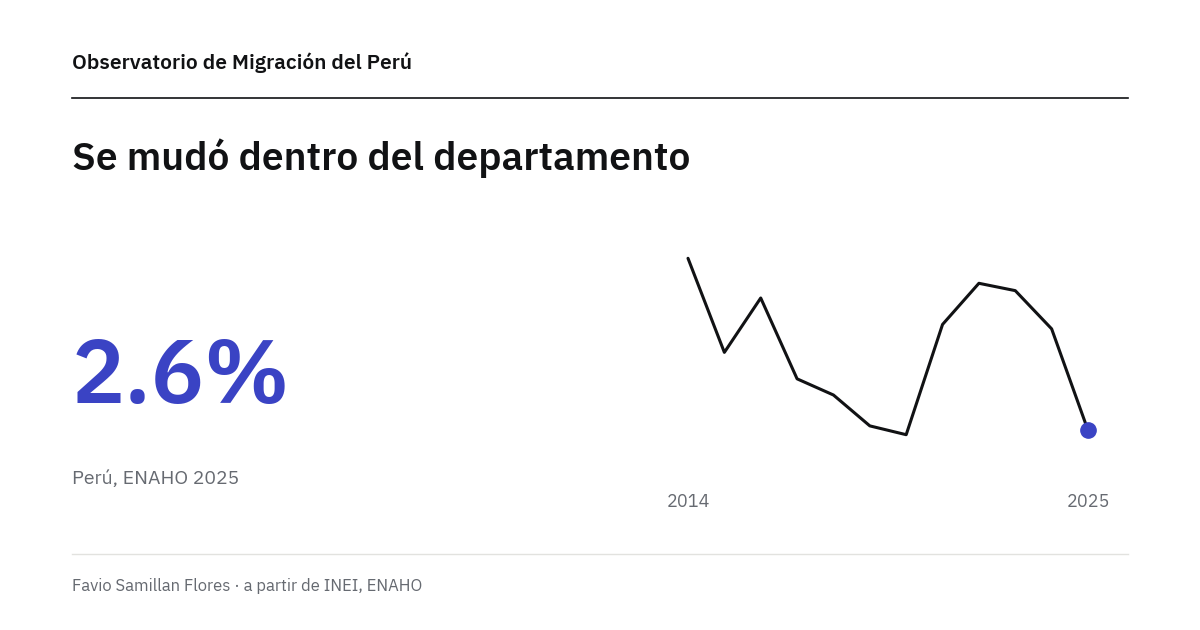 Observatorio de Migración del Perú
Se mudó dentro del departamento
2.6%
Perú, ENAHO 2025
2014
2025
Favio Samillan Flores · a partir de INEI, ENAHO